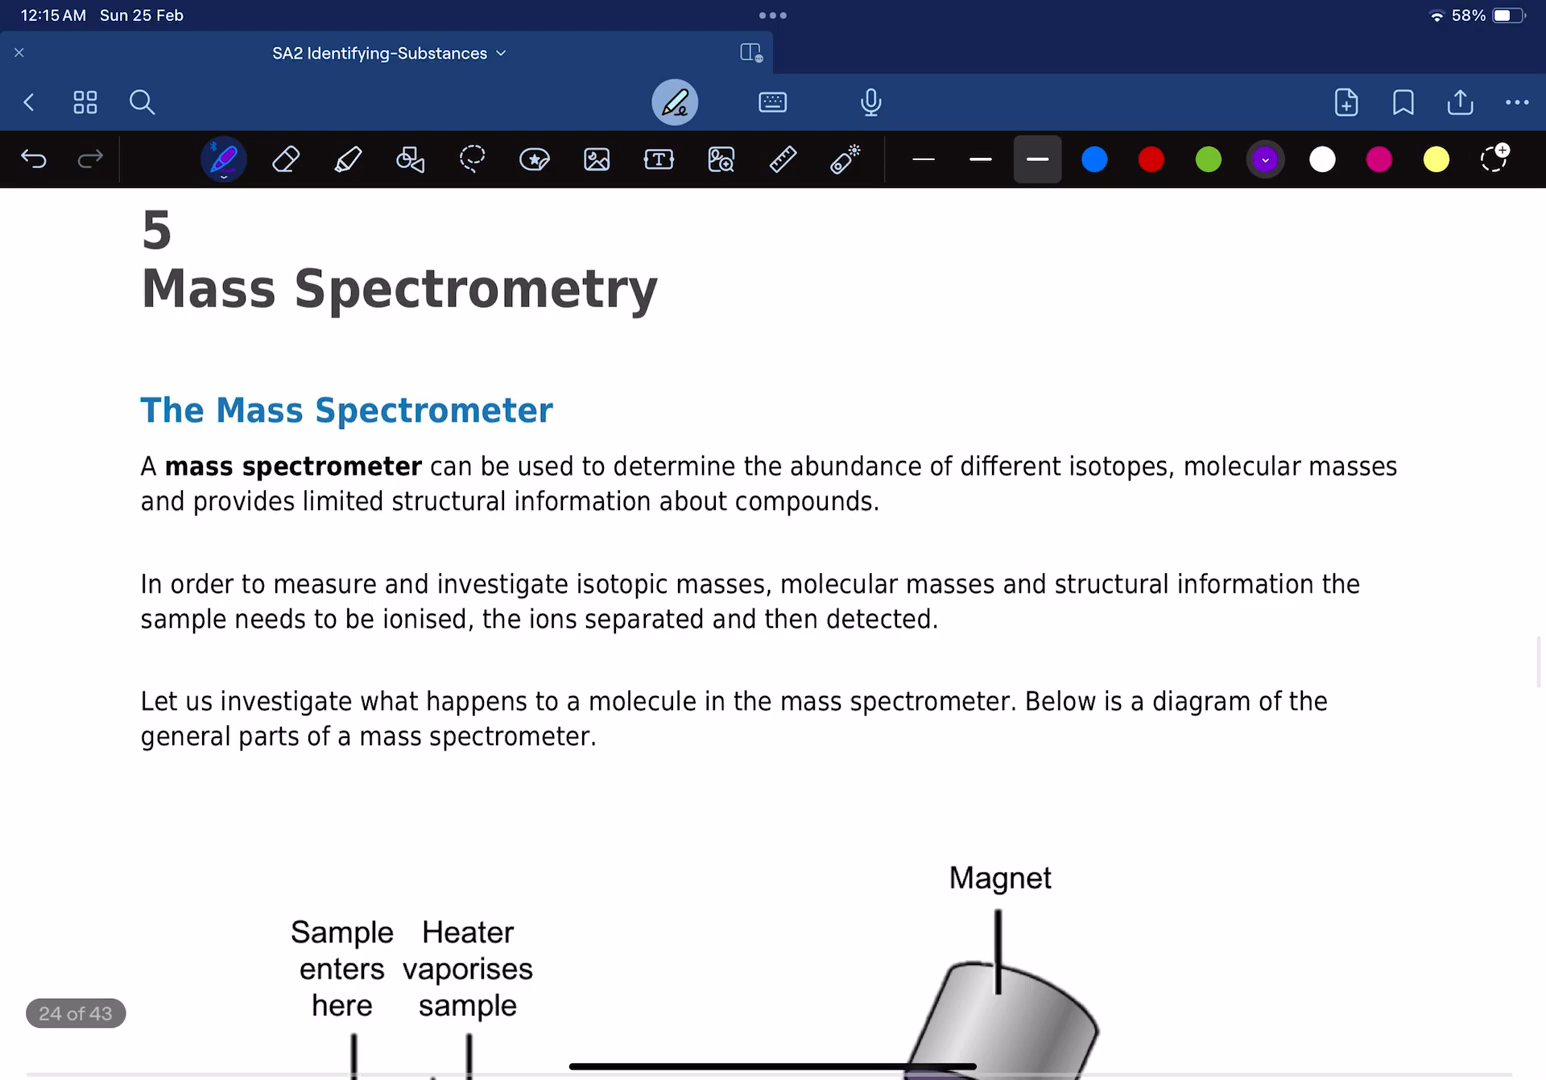 12:15 AM Sun 25 Feb
58%
SA2 Identifying-Substances
5
Mass Spectrometry
The Mass Spectrometer
A mass spectrometer can be used to determine the abundance of different isotopes, molecular masses
and provides limited structural information about compounds.
In order to measure and investigate isotopic masses, molecular masses and structural information the
sample needs to be ionised, the ions separated and then detected.
Let us investigate what happens to a molecule in the mass spectrometer. Below is a diagram of the
general parts of a mass spectrometer.
Magnet
Sample
enters
here
Heater
vaporises
sample
24 of 43